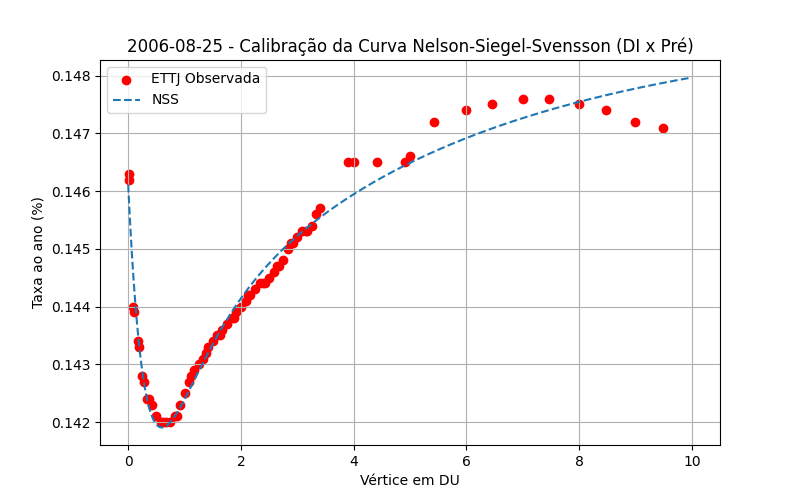 2006-08-25 - Calibração da Curva Nelson-Siegel-Svensson (DI x Pré)
ETTJ Observada
NSS
Taxa ao ano (%)
0.148
0.147
0.146
0.145
0.144
0.143
0.142
0 2 4 6 8 10
Vértice em DU